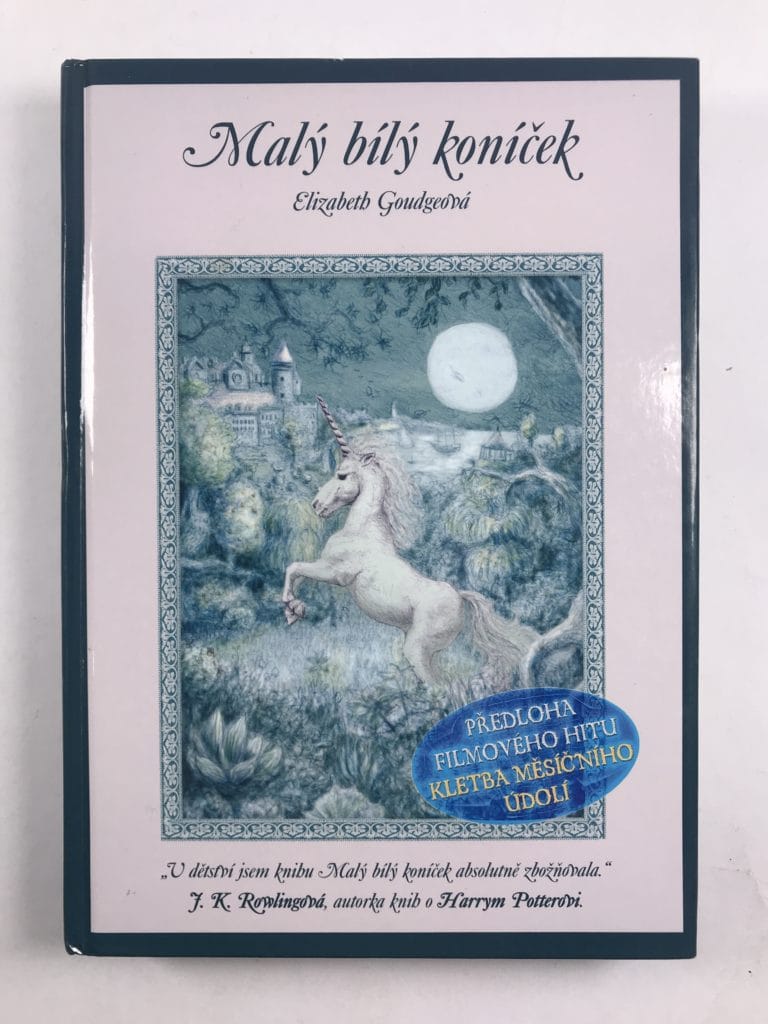 Malý bílý koníček
Elizabeth Goudgeová
PŘEDLOHA
FILMOVÉHO HITU
KLETBA MĚSÍČNÍHO
ÚDOLÍ
„V dětství jsem knihu Malý bílý koníček absolutně zbožňovala.“
J. K. Rowlingová, autorka knih o Harrym Potterovi.